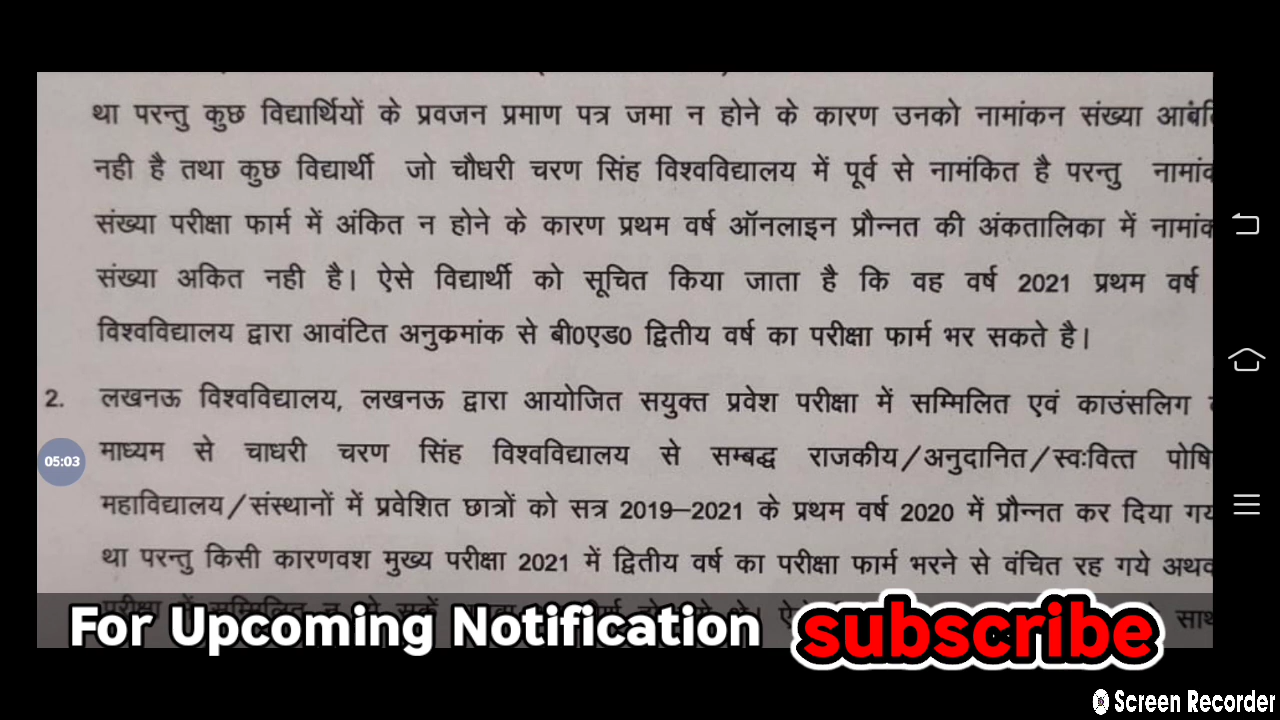 था परन्तु कुछ विद्यार्थियों के प्रवजन प्रमाण पत्र जमा न होने के कारण उनको नामांकन संख्या
नही है तथा कुछ विद्यार्थी जो चौधरी चरण सिंह विश्वविद्यालय में पूर्व से नामंकित है परन्तु
संख्या परीक्षा फार्म में अंकित न होने के कारण प्रथम वर्ष ऑनलाइन प्रौन्नत की अंकतालिका में
संख्या अकित नही है। ऐसे विद्यार्थी को सूचित किया जाता है कि वह वर्ष 2021 प्रथम वर्ष
विश्वविद्यालय द्वारा आवंटित अनुकमांक से बी0एड0 द्वितीय वर्ष का परीक्षा फार्म भर सकते है।
2. लखनऊ विश्वविद्यालय, लखनऊ द्वारा आयोजित सयुक्त प्रवेश परीक्षा में सम्मिलित एवं काउंसलिग
माध्यम से चाधरी चरण सिंह विश्वविद्यालय से सम्बद्ध राजकीय/अनुदानित/स्वःवित्त
05:03
महाविद्यालय/संस्थानों में प्रवेशित छात्रों को सत्र 2019-2021 के प्रथम वर्ष 2020 में प्रौन्नत कर दिया
था परन्तु किसी कारणवश मुख्य परीक्षा 2021 में द्वितीय वर्ष का परीक्षा फार्म भरने से वंचित रह गये
For Upcoming Notification subscribe
Screen Recorder